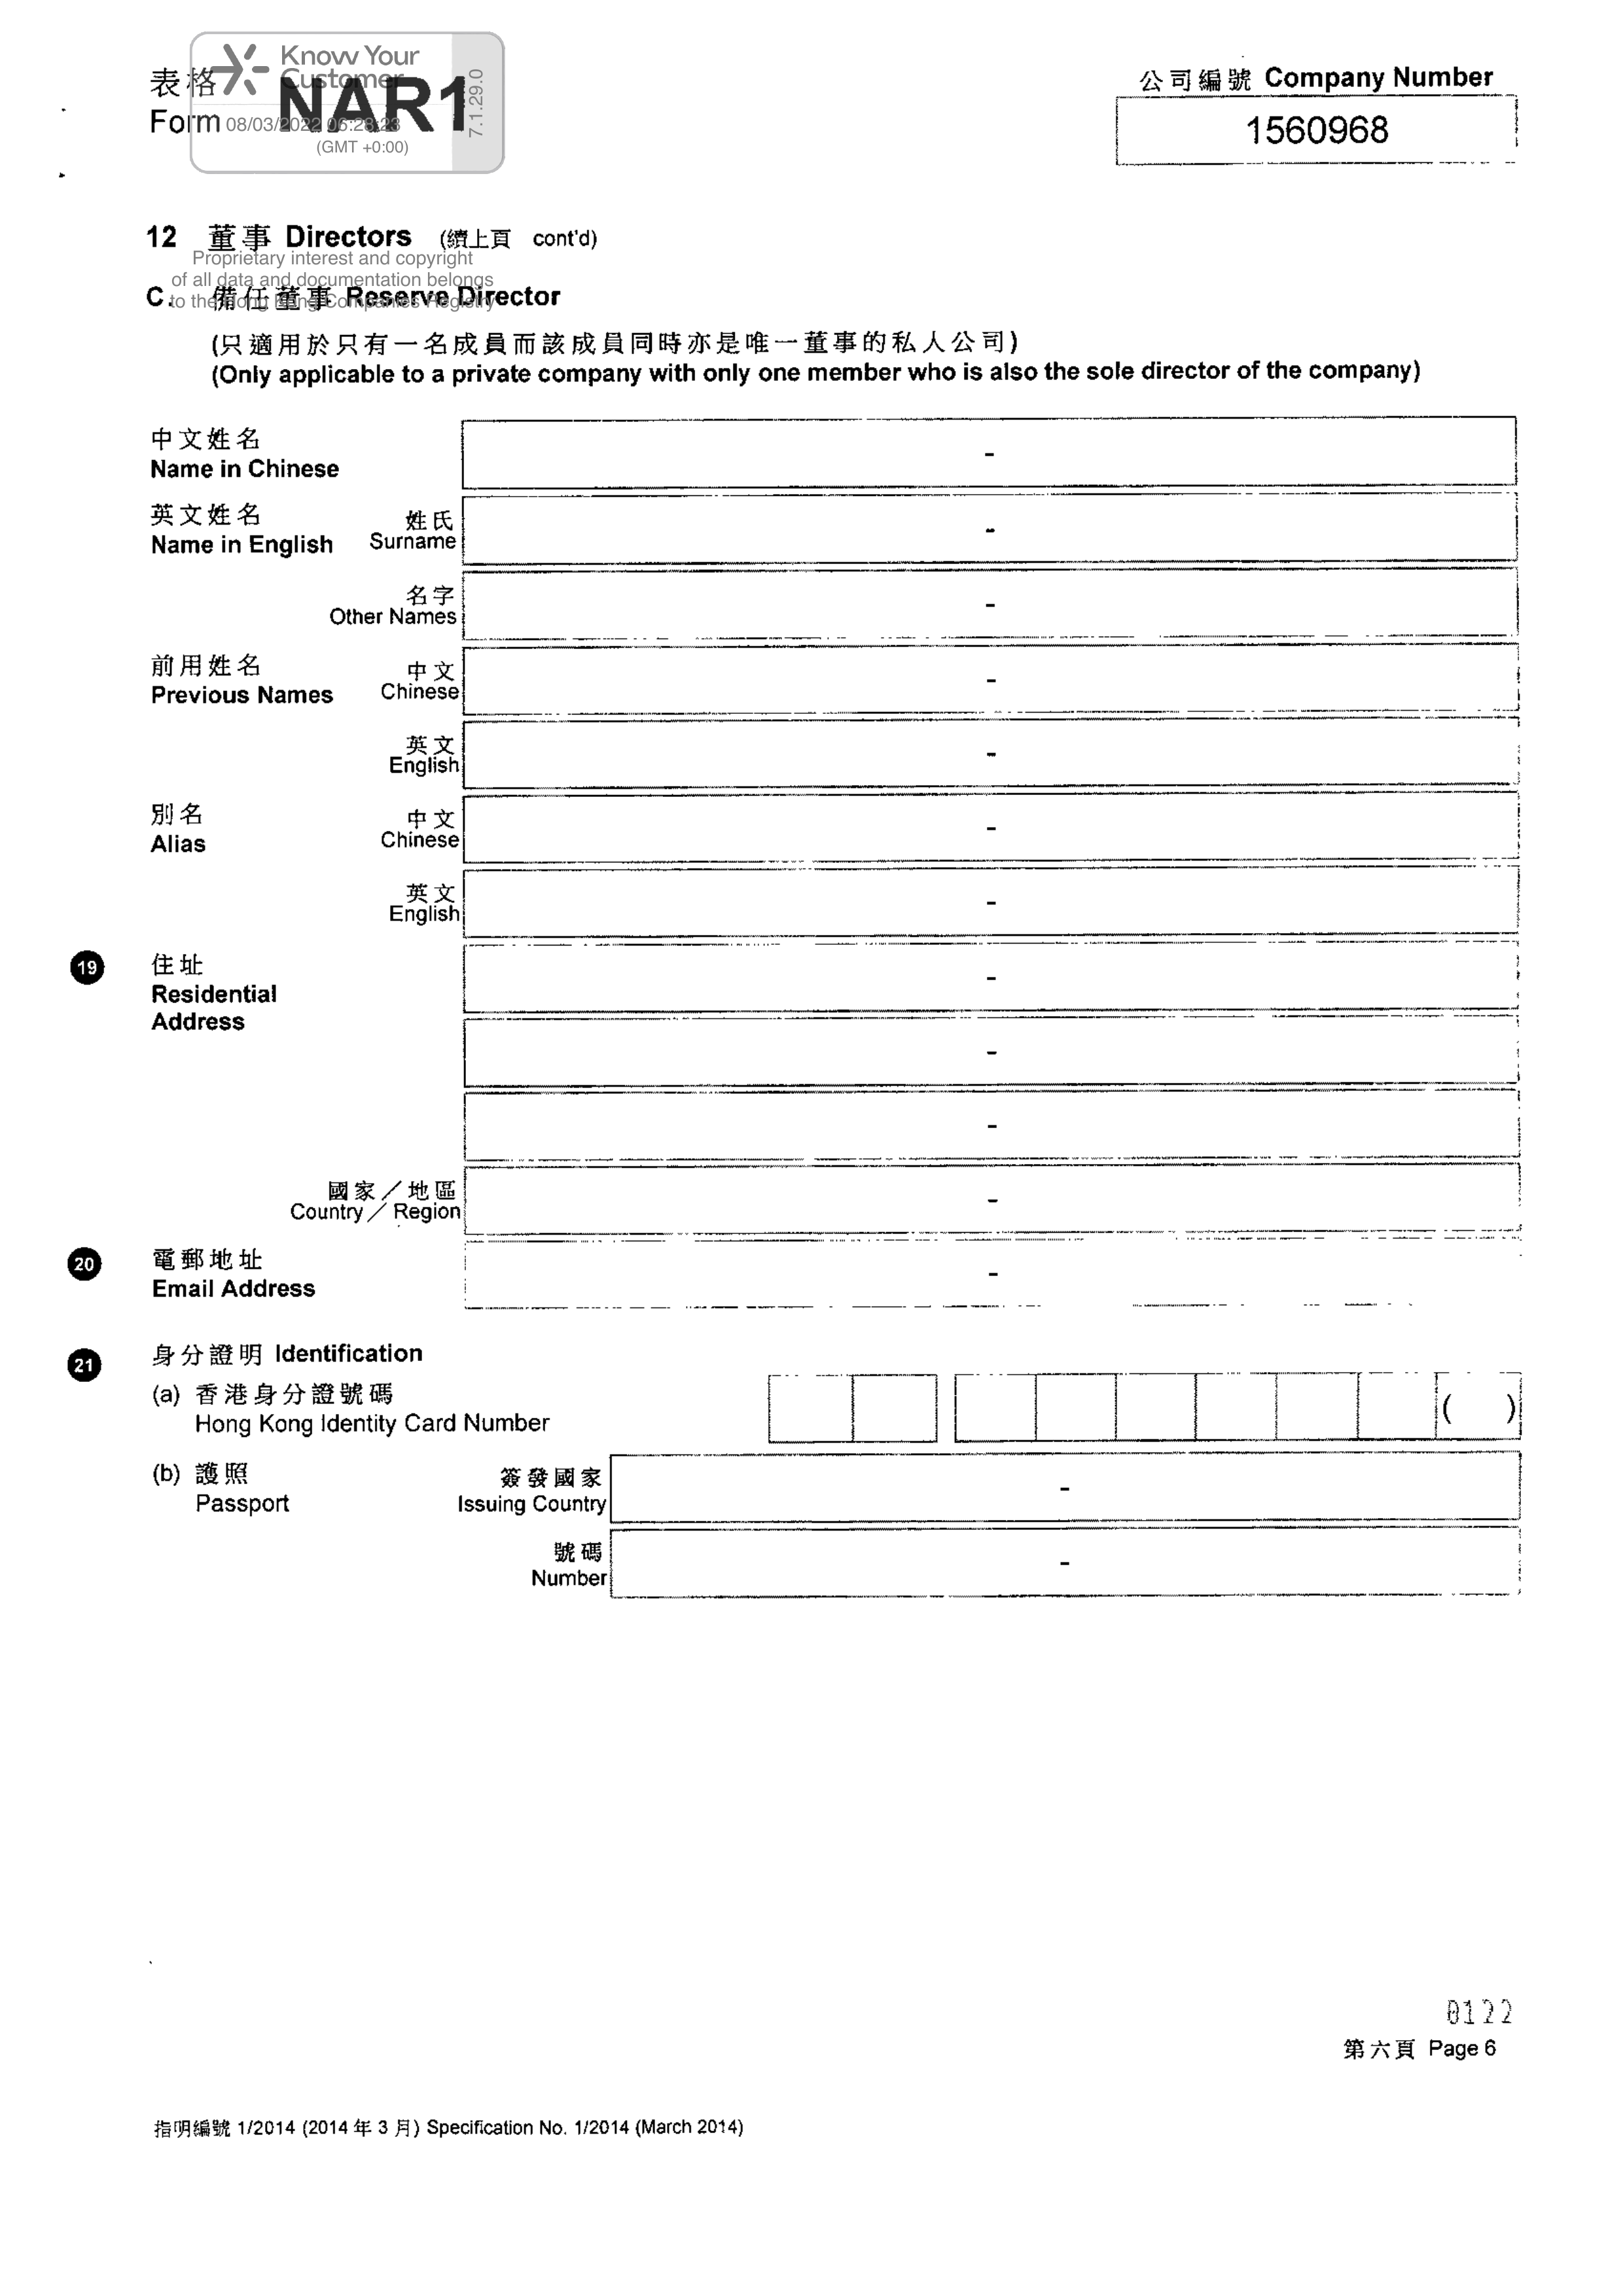 Know Your
Customer
7.1.29.0
08/03/2022 06:28:23
(GMT +0:00)
表格
Form NAR1
公司編號 Company Number
1560968
12 董事 Directors (續上頁 cont'd)
Proprietary interest and copyright
of all data and documentation belongs
to the Hong Kong Companies Registry
C. 備任董事 Reserve Director
(只適用於只有一名成員而該成員同時亦是唯一董事的私人公司)
(Only applicable to a private company with only one member who is also the sole director of the company)
中文姓名
Name in Chinese
-
英文姓名
Name in English
姓氏
Surname
-
名字
Other Names
-
前用姓名
Previous Names
中文
Chinese
-
英文
English
-
別名
Alias
中文
Chinese
-
英文
English
-
19
住址
Residential
Address
-
-
-
國家／地區
Country／Region
-
20
電郵地址
Email Address
-
21
身分證明 Identification
(a) 香港身分證號碼
Hong Kong Identity Card Number
( )
(b) 護照
Passport
簽發國家
Issuing Country
-
號碼
Number
-
0122
第六頁 Page 6
指明編號 1/2014 (2014 年 3 月) Specification No. 1/2014 (March 2014)